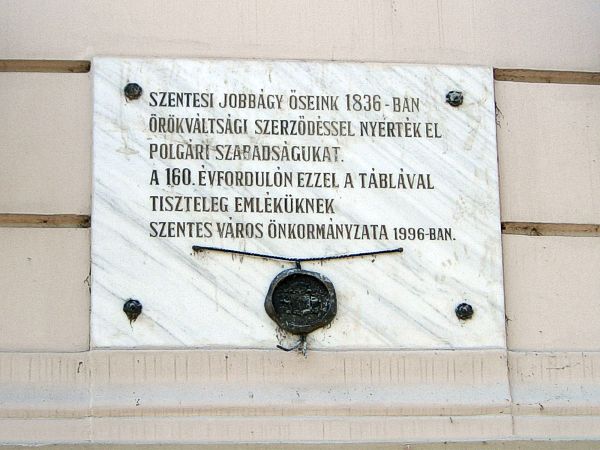 SZENTESI JOBBÁGY ŐSEINK 1836-BAN
ÖRÖKVÁLTSÁGI SZERZŐDÉSSEL NYERTÉK EL
POLGÁRI SZABADSÁGUKAT.
A 160. ÉVFORDULÓN EZZEL A TÁBLÁVAL
TISZTELEG EMLÉKÜKNEK
SZENTES VÁROS ÖNKORMÁNYZATA 1996-BAN.